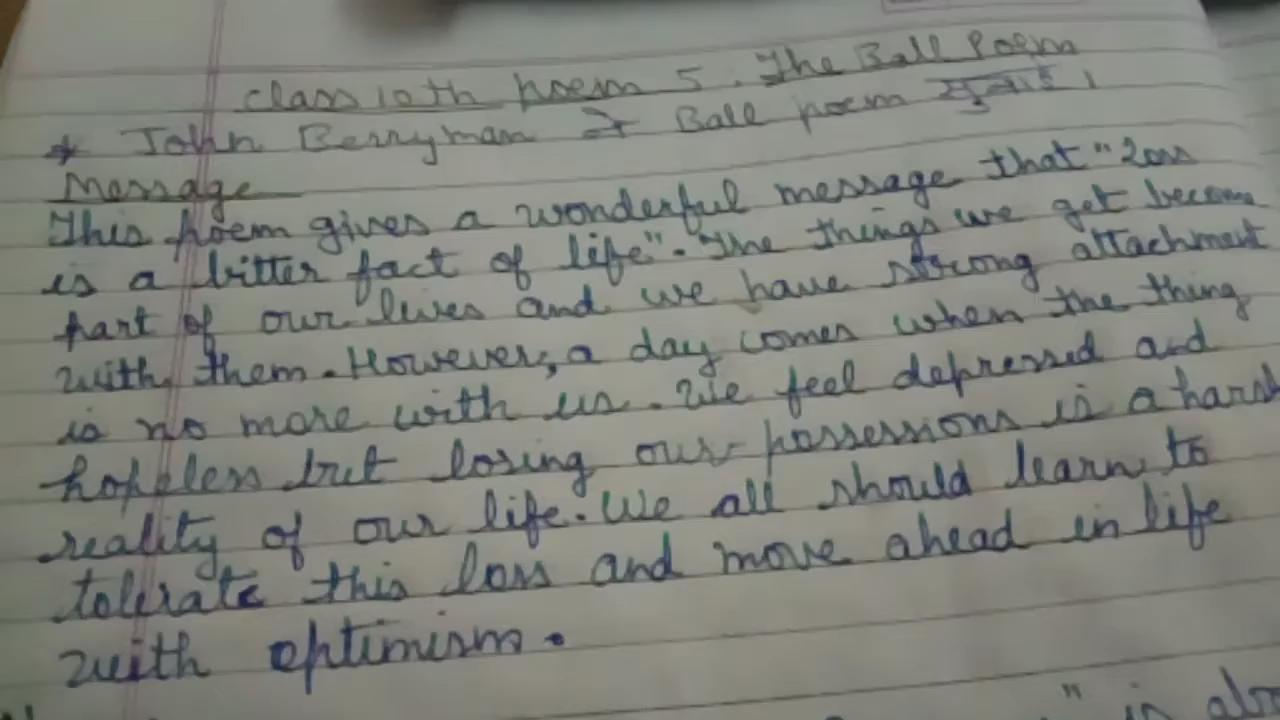 Class 10th poem 5. The Ball Poem
* John Berryman ने Ball poem सुनाई।
Message
This poem gives a wonderful message that "Loss
is a bitter fact of life". The things we get become
part of our lives and we have strong attachment
with them. However, a day comes when the thing
is no more with us. We feel depressed and
hopeless but losing our possessions is a harsh
reality of our life. We all should learn to
tolerate this loss and move ahead in life
with optimism.
" is also